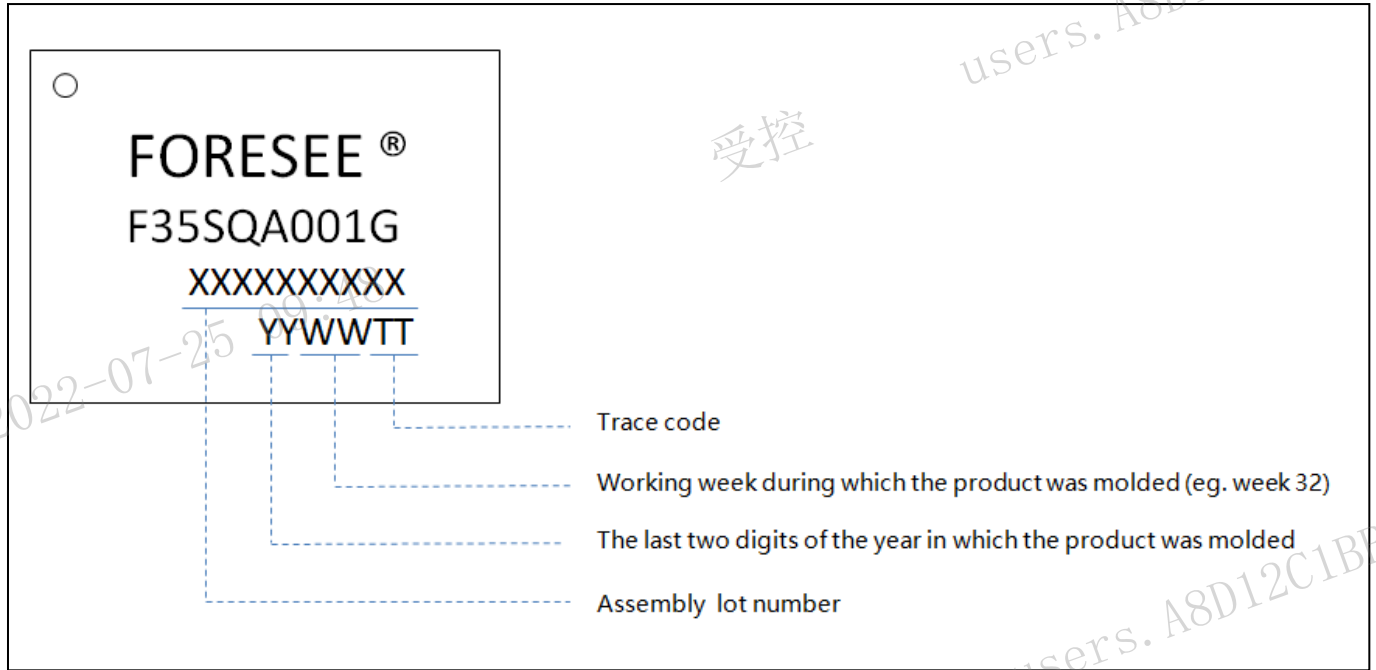 users.
受控
FORESEE ®
F35SQA001G
XXXXXXXXXX
YYWWTT
2022-07-25 09:48
Trace code
Working week during which the product was molded (eg. week 32)
The last two digits of the year in which the product was molded
Assembly lot number
users. A8D12C1B